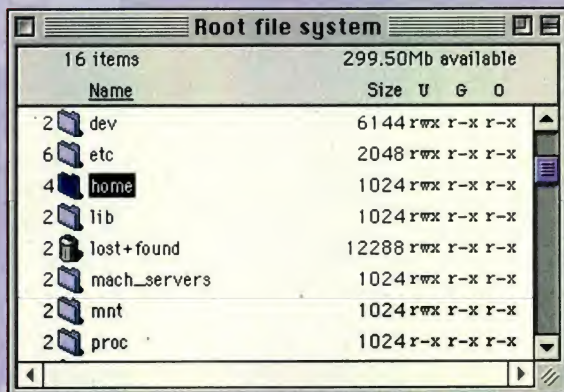 Root file system
16 items 299.50Mb available
Name Size U G O
2 dev 6144 rwx r-x r-x
6 etc 2048 rwx r-x r-x
4 home 1024 rwx r-x r-x
2 lib 1024 rwx r-x r-x
2 lost+found 12288 rwx r-x r-x
2 mach_servers 1024 rwx r-x r-x
2 mnt 1024 rwx r-x r-x
2 proc 1024 r-x r-x r-x